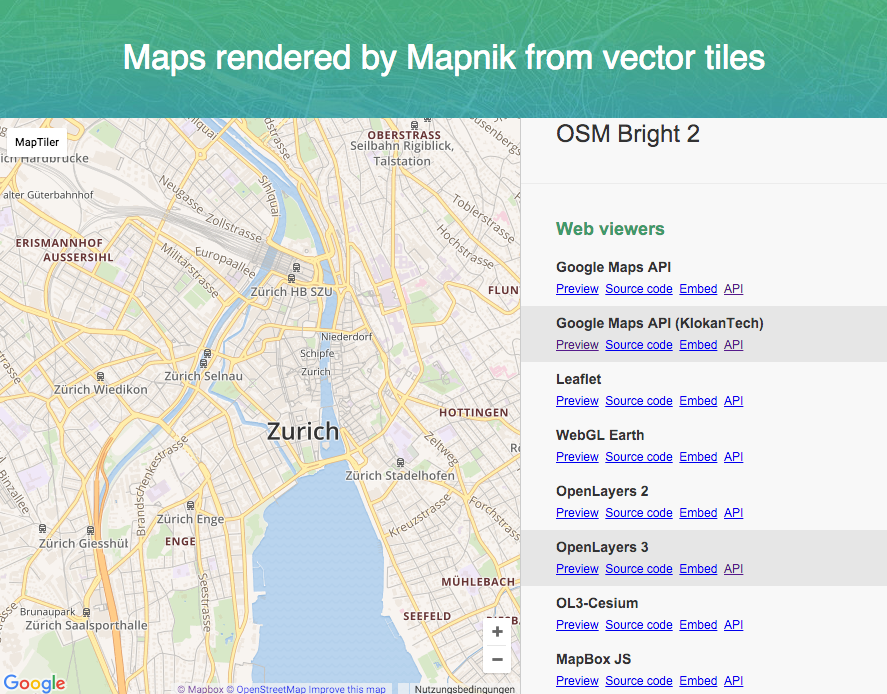 Maps rendered by Mapnik from vector tiles
MapTiler
OBERSTRASS
Seilbahn Rigiblick,
Talstation
alter Güterbahnhof
Sihlquai
Neugasse
Zollstrasse
Toblerstrasse
ERISMANNHOF
AUSSERSIHL
Militärstrasse
Europaallee
Hochstrasse
Zürich HB SZU
FLUN
Niederdorf
Schipfe
Zürich Selnau
Zurich
Zürich Wiedikon
HOTTINGEN
Zurich
Zeltweg
Zürich Stadelhofen
Brandschenkestrasse
Zürich Enge
Kreuzstrasse
Forchstrasse
Zürich Giesshübl
ENGE
Seestrasse
MÜHLEBACH
Brunaupark
Zürich Saalsporthalle
SEEFELD
+
−
Google
© Mapbox © OpenStreetMap Improve this map
Nutzungsbedingungen
OSM Bright 2
Web viewers
Google Maps API
Preview Source code Embed API
Google Maps API (KlokanTech)
Preview Source code Embed API
Leaflet
Preview Source code Embed API
WebGL Earth
Preview Source code Embed API
OpenLayers 2
Preview Source code Embed API
OpenLayers 3
Preview Source code Embed API
OL3-Cesium
Preview Source code Embed API
MapBox JS
Preview Source code Embed API